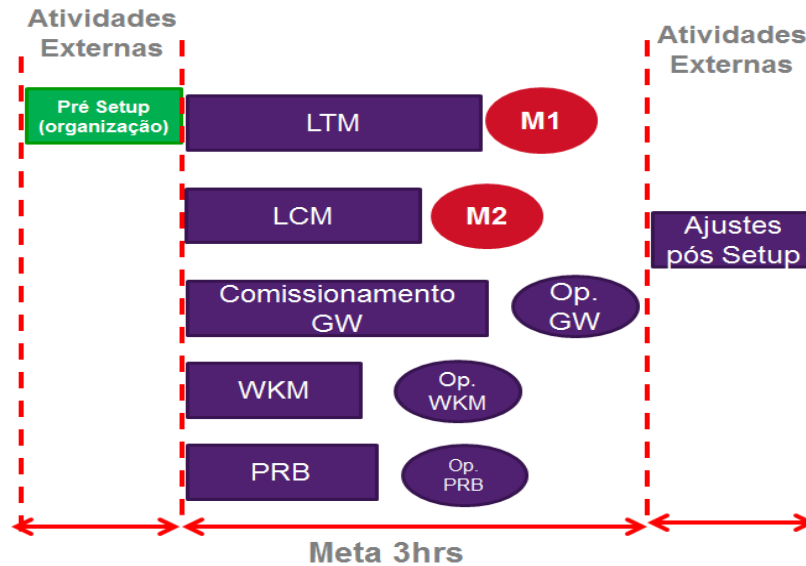 Atividades
Externas
Atividades
Externas
Pré Setup
(organização)
LTM
M1
LCM
M2
Ajustes
pós Setup
Comissionamento
GW
Op.
GW
WKM
Op.
WKM
PRB
Op.
PRB
Meta 3hrs